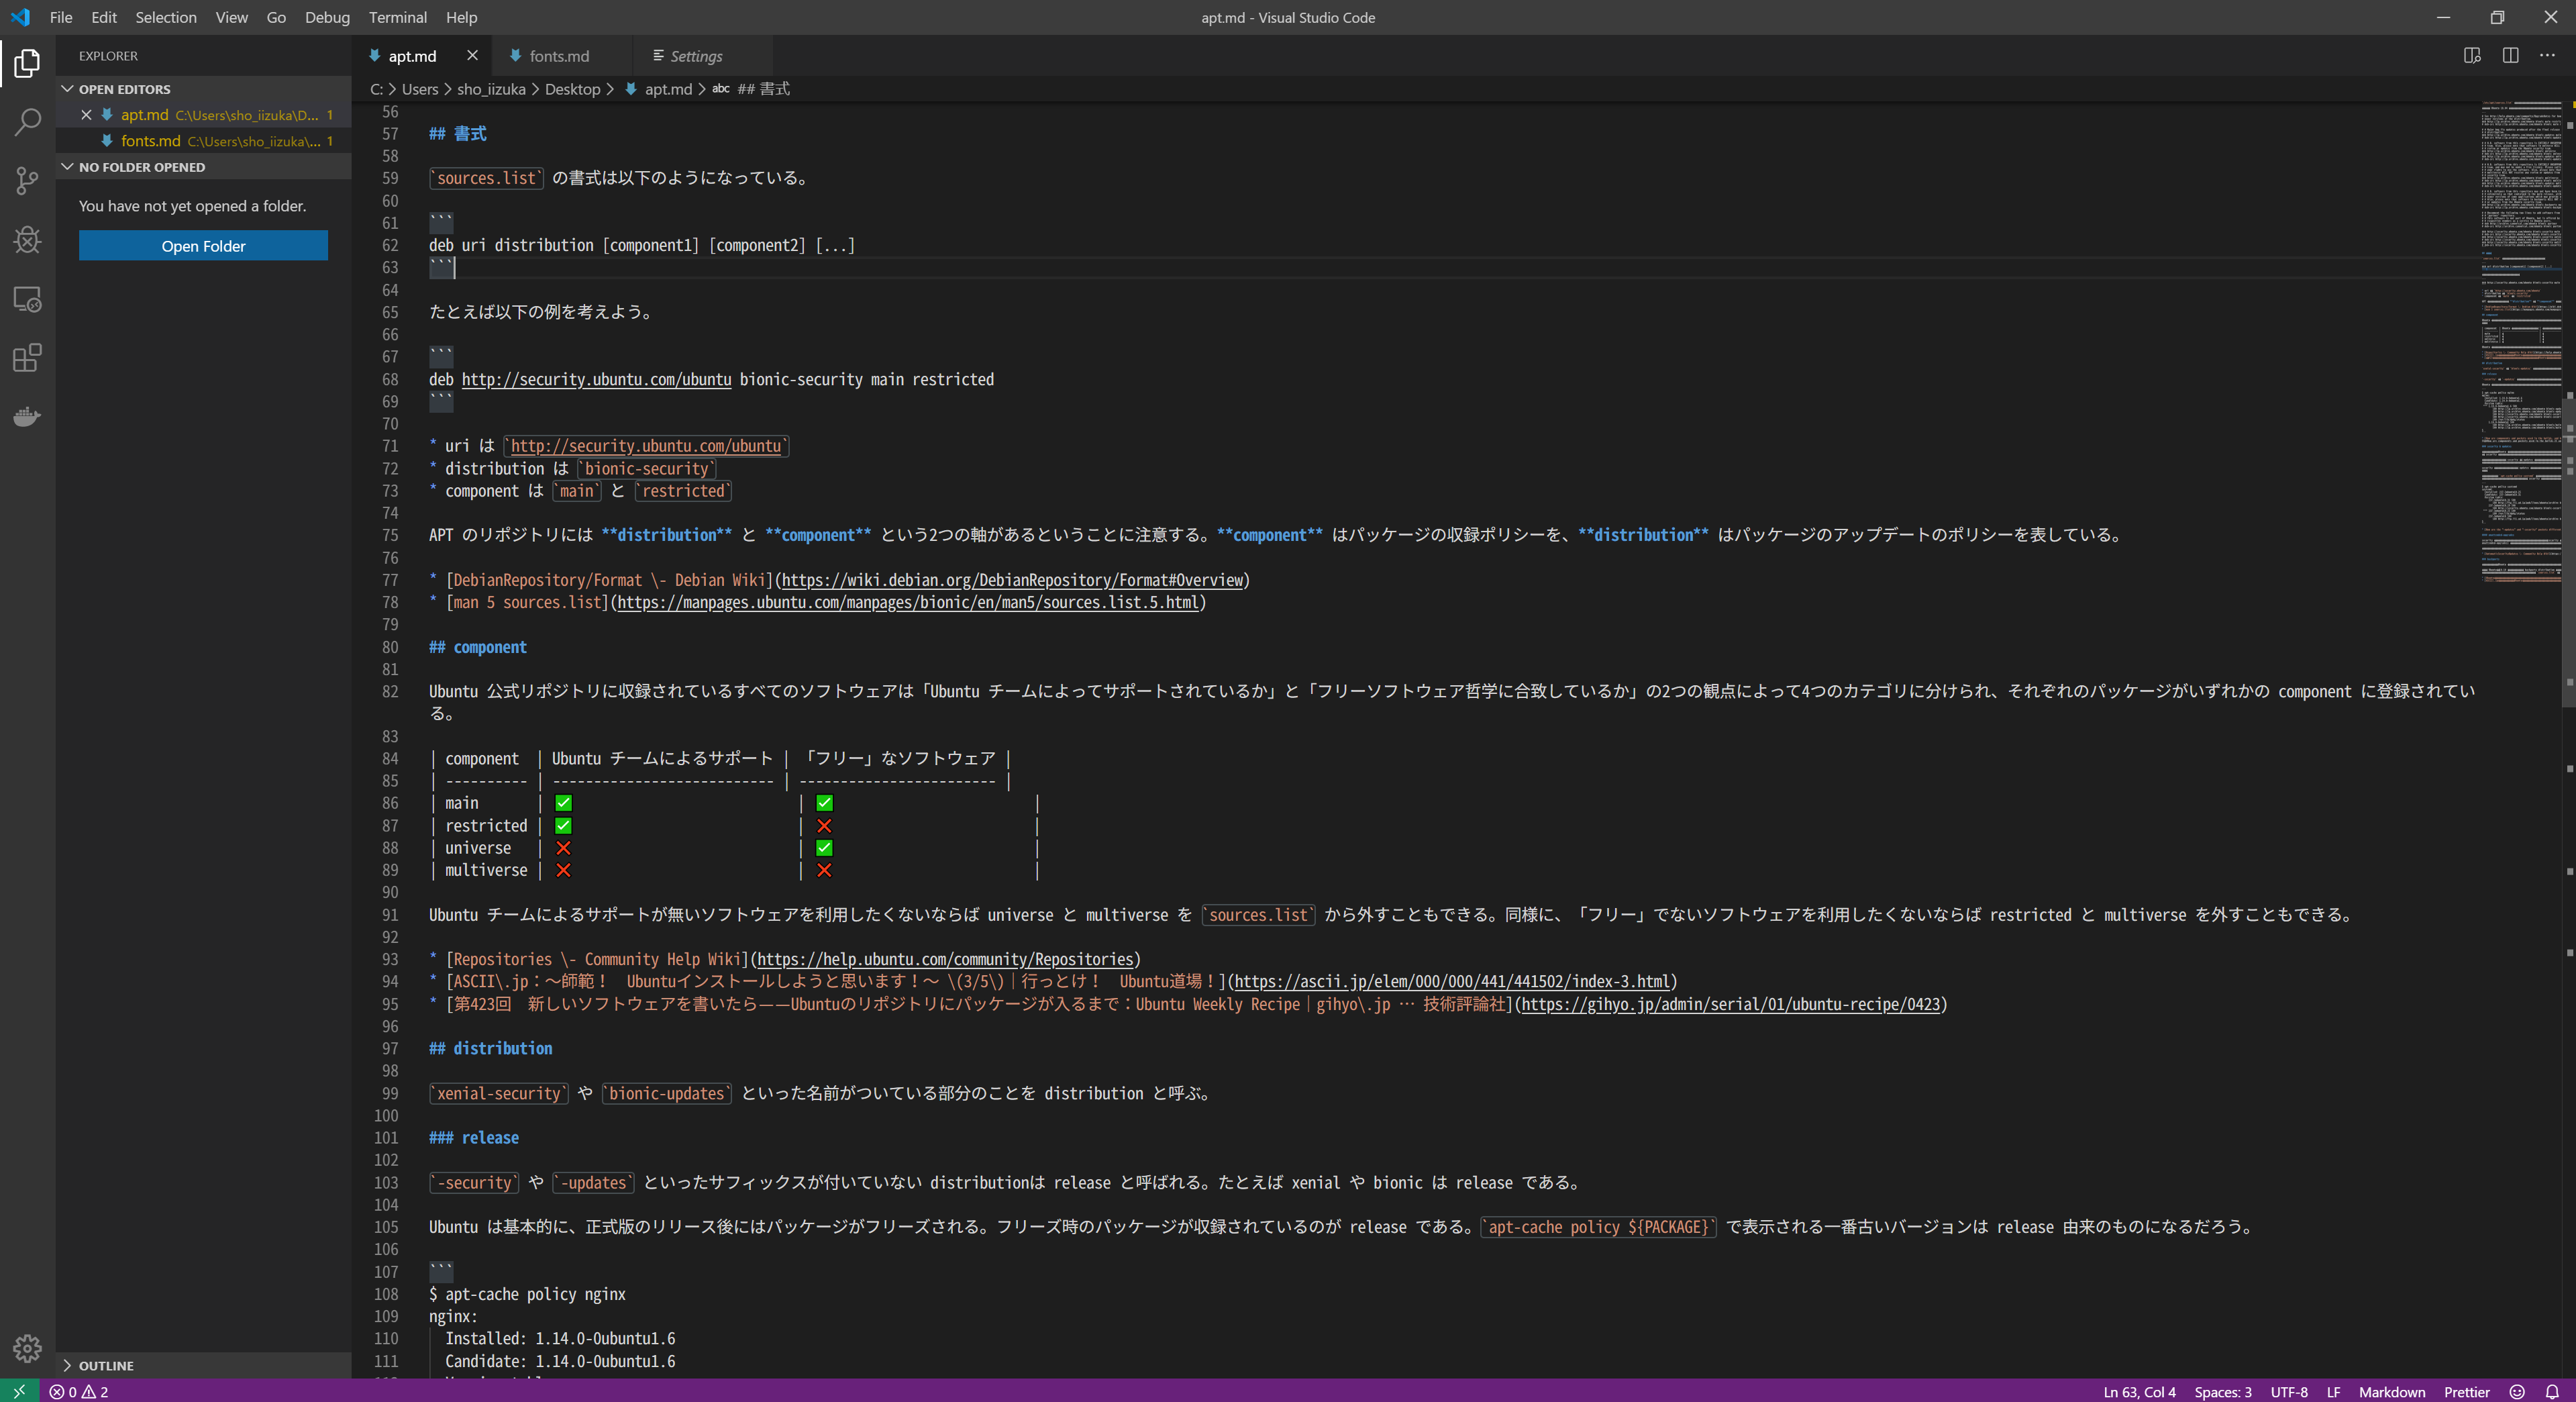 File Edit Selection View Go Debug Terminal Help
apt.md - Visual Studio Code
EXPLORER
OPEN EDITORS
apt.md C:\Users\sho_iizuka\D... 1
fonts.md C:\Users\sho_iizuka\... 1
NO FOLDER OPENED
You have not yet opened a folder.
Open Folder
OUTLINE
apt.md fonts.md Settings
C: > Users > sho_iizuka > Desktop > apt.md > abc ## 書式
56
57 ## 書式
58
59 `sources.list` の書式は以下のようになっている。
60
61 ```
62 deb uri distribution [component1] [component2] [...]
63 ```
64
65 たとえば以下の例を考えよう。
66
67 ```
68 deb http://security.ubuntu.com/ubuntu bionic-security main restricted
69 ```
70
71 * uri は `http://security.ubuntu.com/ubuntu`
72 * distribution は `bionic-security`
73 * component は `main` と `restricted`
74
75 APT のリポジトリには **distribution** と **component** という2つの軸があるということに注意する。**component** はパッケージの収録ポリシーを、**distribution** はパッケージのアップデートのポリシーを表している。
76
77 * [DebianRepository/Format \- Debian Wiki](https://wiki.debian.org/DebianRepository/Format#Overview)
78 * [man 5 sources.list](https://manpages.ubuntu.com/manpages/bionic/en/man5/sources.list.5.html)
79
80 ## component
81
82 Ubuntu 公式リポジトリに収録されているすべてのソフトウェアは「Ubuntu チームによってサポートされているか」と「フリーソフトウェア哲学に合致しているか」の2つの観点によって4つのカテゴリに分けられ、それぞれのパッケージがいずれかの component に登録されてい
る。
83
84 | component | Ubuntu チームによるサポート | 「フリー」なソフトウェア |
85 | ---------- | --------------------------- | ------------------------ |
86 | main | ✅ | ✅ |
87 | restricted | ✅ | ❌ |
88 | universe | ❌ | ✅ |
89 | multiverse | ❌ | ❌ |
90
91 Ubuntu チームによるサポートが無いソフトウェアを利用したくないならば universe と multiverse を `sources.list` から外すこともできる。同様に、「フリー」でないソフトウェアを利用したくないならば restricted と multiverse を外すこともできる。
92
93 * [Repositories \- Community Help Wiki](https://help.ubuntu.com/community/Repositories)
94 * [ASCII\.jp：～師範！　Ubuntuインストールしようと思います！～ \(3/5\)｜行っとけ！　Ubuntu道場！](https://ascii.jp/elem/000/000/441/441502/index-3.html)
95 * [第423回　新しいソフトウェアを書いたら――Ubuntuのリポジトリにパッケージが入るまで：Ubuntu Weekly Recipe｜gihyo\.jp … 技術評論社](https://gihyo.jp/admin/serial/01/ubuntu-recipe/0423)
96
97 ## distribution
98
99 `xenial-security` や `bionic-updates` といった名前がついている部分のことを distribution と呼ぶ。
100
101 ### release
102
103 `-security` や `-updates` といったサフィックスが付いていない distributionは release と呼ばれる。たとえば xenial や bionic は release である。
104
105 Ubuntu は基本的に、正式版のリリース後にはパッケージがフリーズされる。フリーズ時のパッケージが収録されているのが release である。`apt-cache policy ${PACKAGE}` で表示される一番古いバージョンは release 由来のものになるだろう。
106
107 ```
108 $ apt-cache policy nginx
109 nginx:
110 Installed: 1.14.0-0ubuntu1.6
111 Candidate: 1.14.0-0ubuntu1.6
0 2
Ln 63, Col 4 Spaces: 3 UTF-8 LF Markdown Prettier